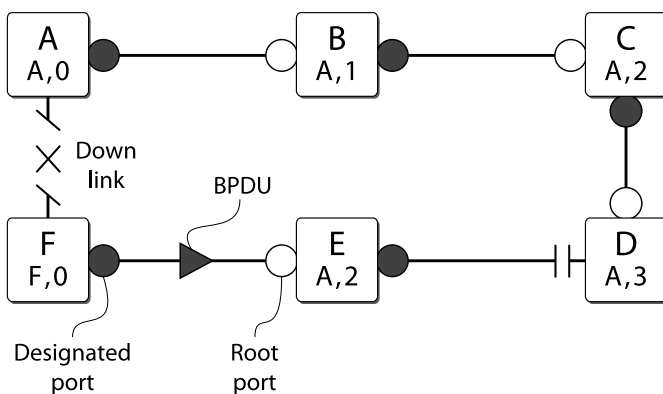 A
A,0
B
A,1
C
A,2
Down
link
BPDU
F
F,0
E
A,2
D
A,3
Designated
port
Root
port